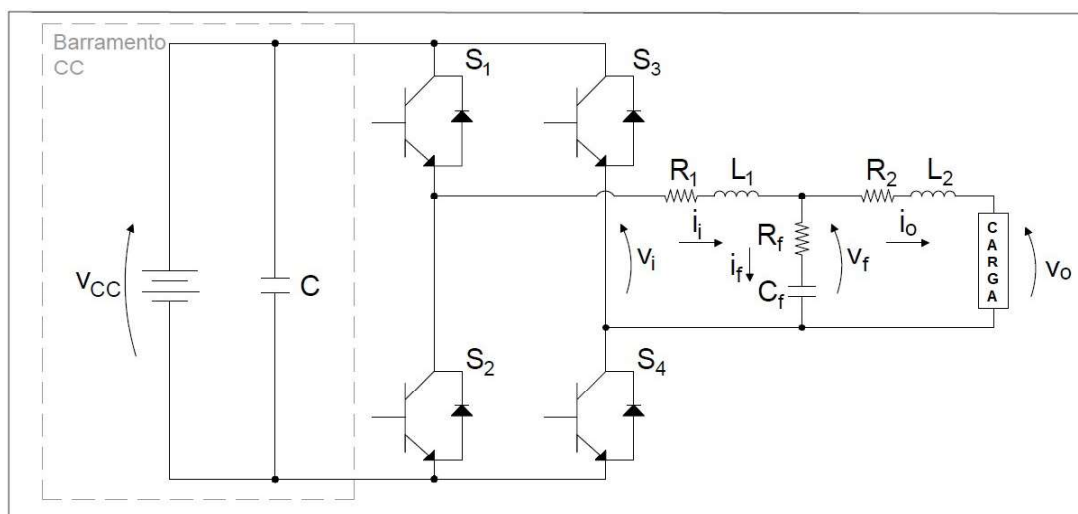 Barramento
CC
S1
S3
R1
L1
R2
L2
ii
Rf
if
Cf
vi
vf
io
CARGA
vo
vCC
C
S2
S4